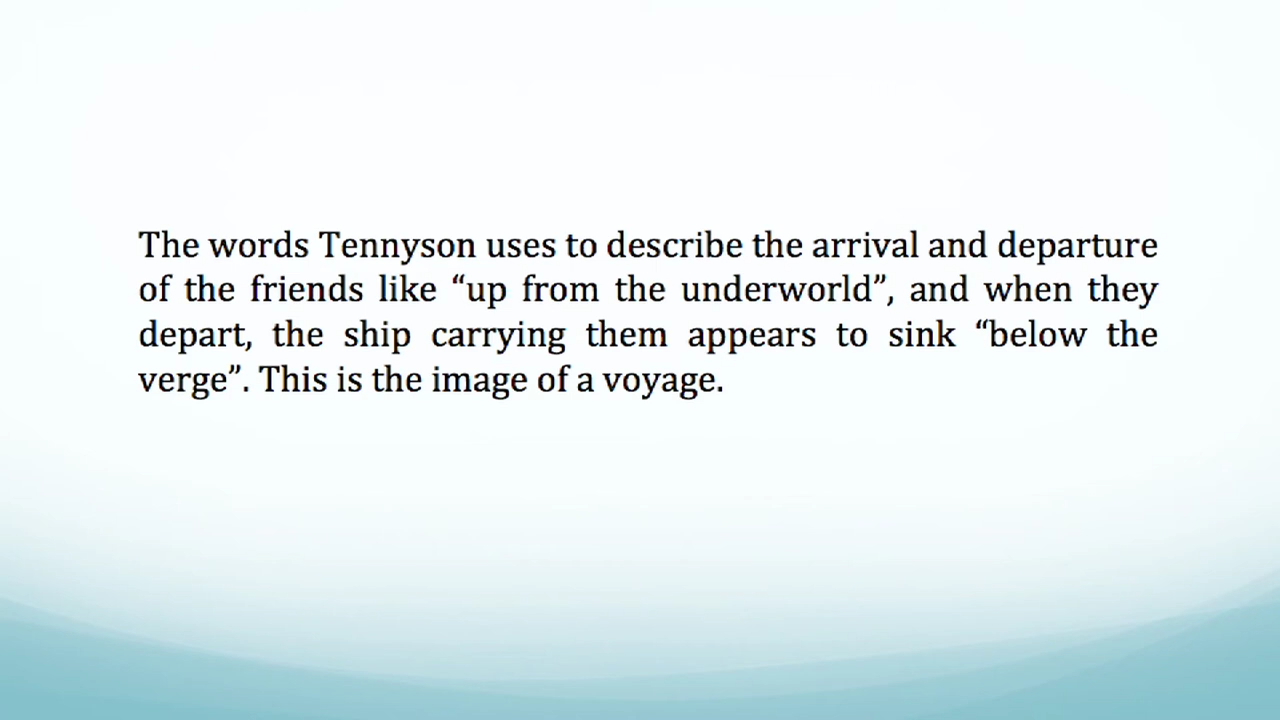 The words Tennyson uses to describe the arrival and departure
of the friends like “up from the underworld”, and when they
depart, the ship carrying them appears to sink “below the
verge”. This is the image of a voyage.